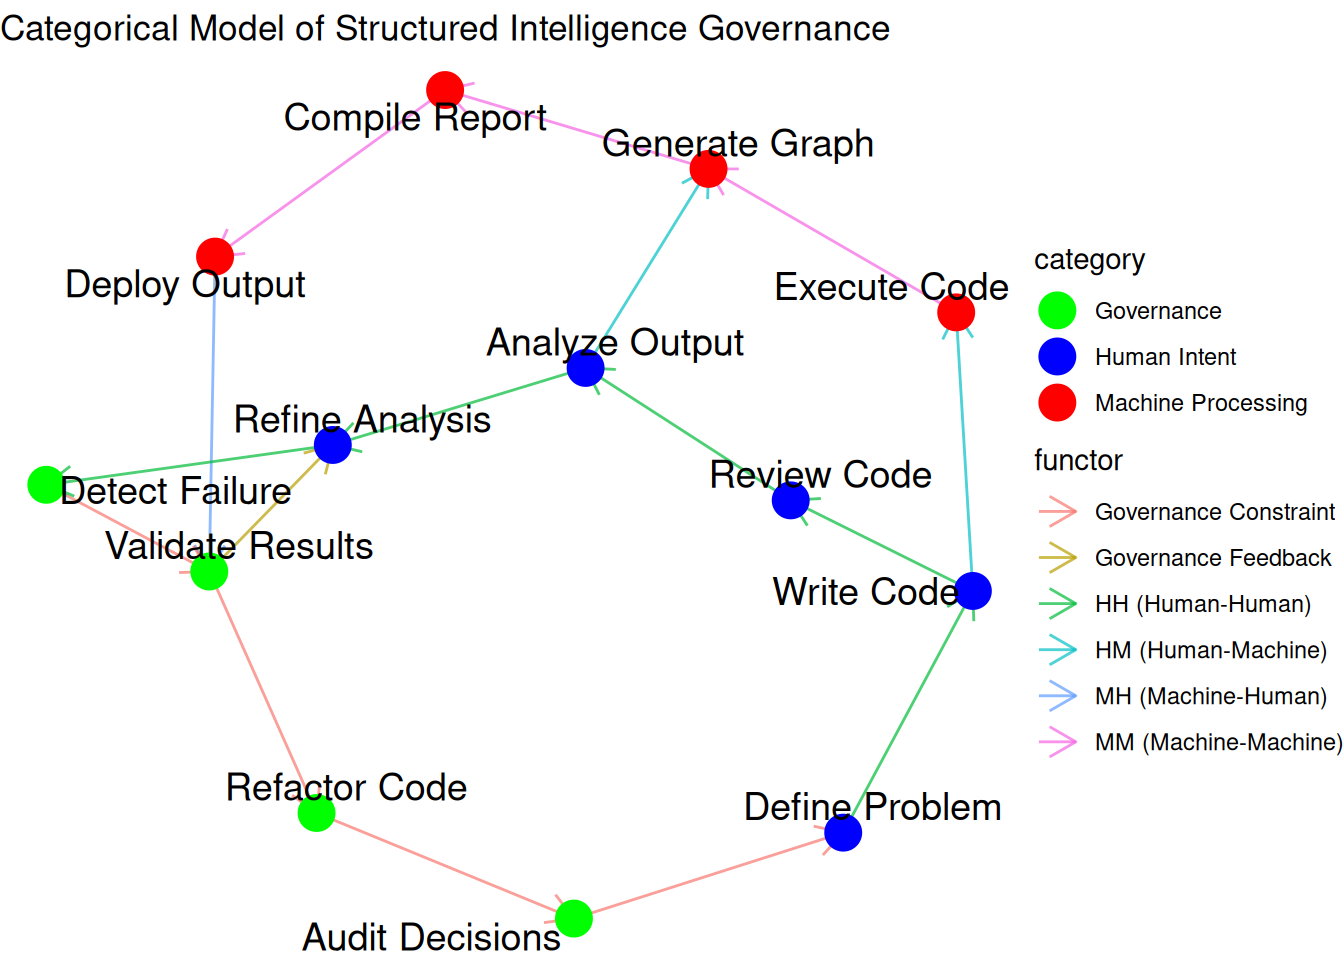 Categorical Model of Structured Intelligence Governance
Compile Report
Generate Graph
Deploy Output
Execute Code
Analyze Output
Refine Analysis
Review Code
Detect Failure
Validate Results
Write Code
Refactor Code
Define Problem
Audit Decisions
category
Governance
Human Intent
Machine Processing
functor
Governance Constraint
Governance Feedback
HH (Human-Human)
HM (Human-Machine)
MH (Machine-Human)
MM (Machine-Machine)